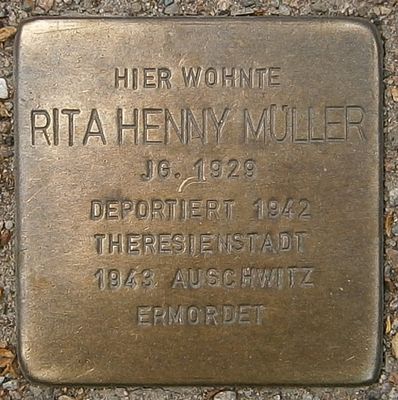 HIER WOHNTE
RITA HENNY MÜLLER
JG. 1929
DEPORTIERT 1942
THERESIENSTADT
1943 AUSCHWITZ
ERMORDET